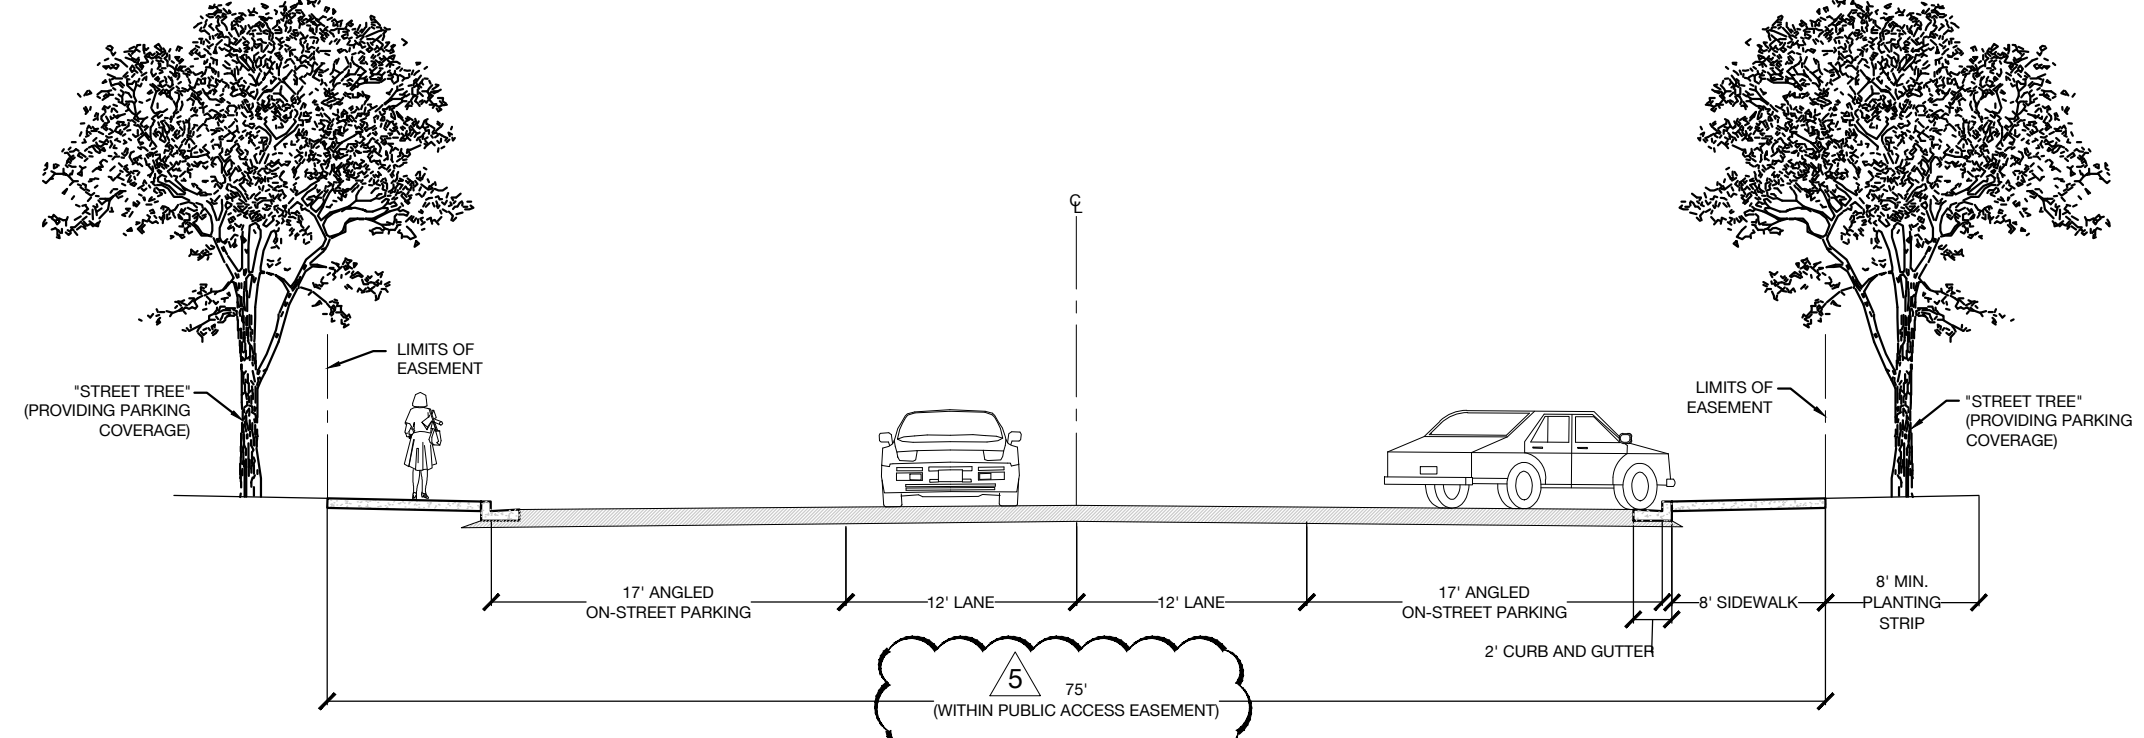 ℄
LIMITS OF
EASEMENT
"STREET TREE"
(PROVIDING PARKING
COVERAGE)
LIMITS OF
EASEMENT
"STREET TREE"
(PROVIDING PARKING
COVERAGE)
17' ANGLED
ON-STREET PARKING
12' LANE
12' LANE
17' ANGLED
ON-STREET PARKING
8' SIDEWALK
8' MIN.
PLANTING
STRIP
2' CURB AND GUTTER
5
75'
(WITHIN PUBLIC ACCESS EASEMENT)